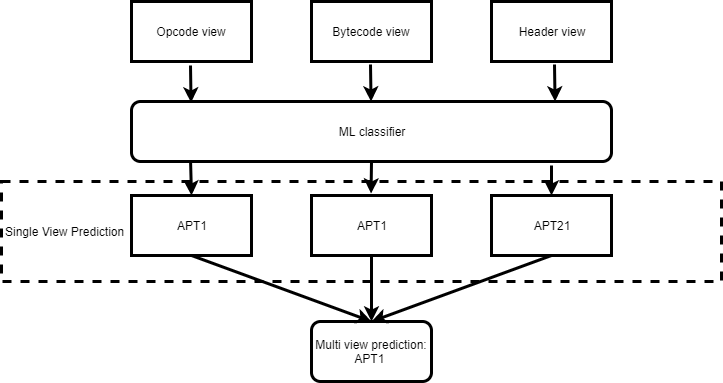 Opcode view
Bytecode view
Header view
ML classifier
Single View Prediction
APT1
APT1
APT21
Multi view prediction:
APT1